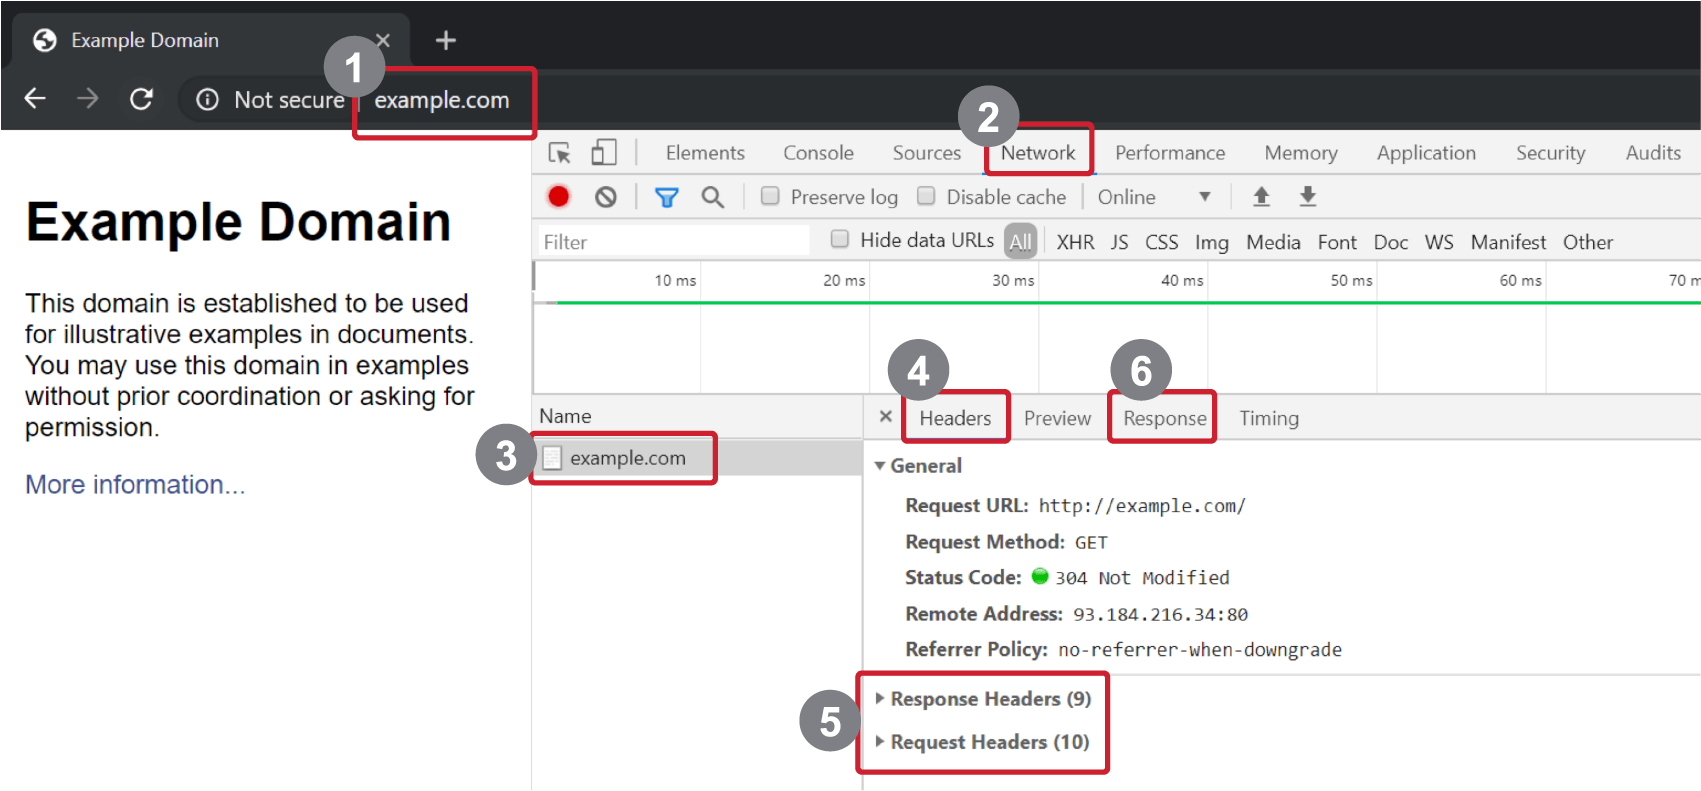 Example Domain
1
Not secure | example.com
2
Elements Console Sources Network Performance Memory Application Security Audits
Preserve log Disable cache Online
Filter Hide data URLs All XHR JS CSS Img Media Font Doc WS Manifest Other
10 ms 20 ms 30 ms 40 ms 50 ms 60 ms 70 m
Example Domain
This domain is established to be used
for illustrative examples in documents.
You may use this domain in examples
without prior coordination or asking for
permission.
More information...
4 6
Name Headers Preview Response Timing
3 example.com
General
Request URL: http://example.com/
Request Method: GET
Status Code: 304 Not Modified
Remote Address: 93.184.216.34:80
Referrer Policy: no-referrer-when-downgrade
5
Response Headers (9)
Request Headers (10)